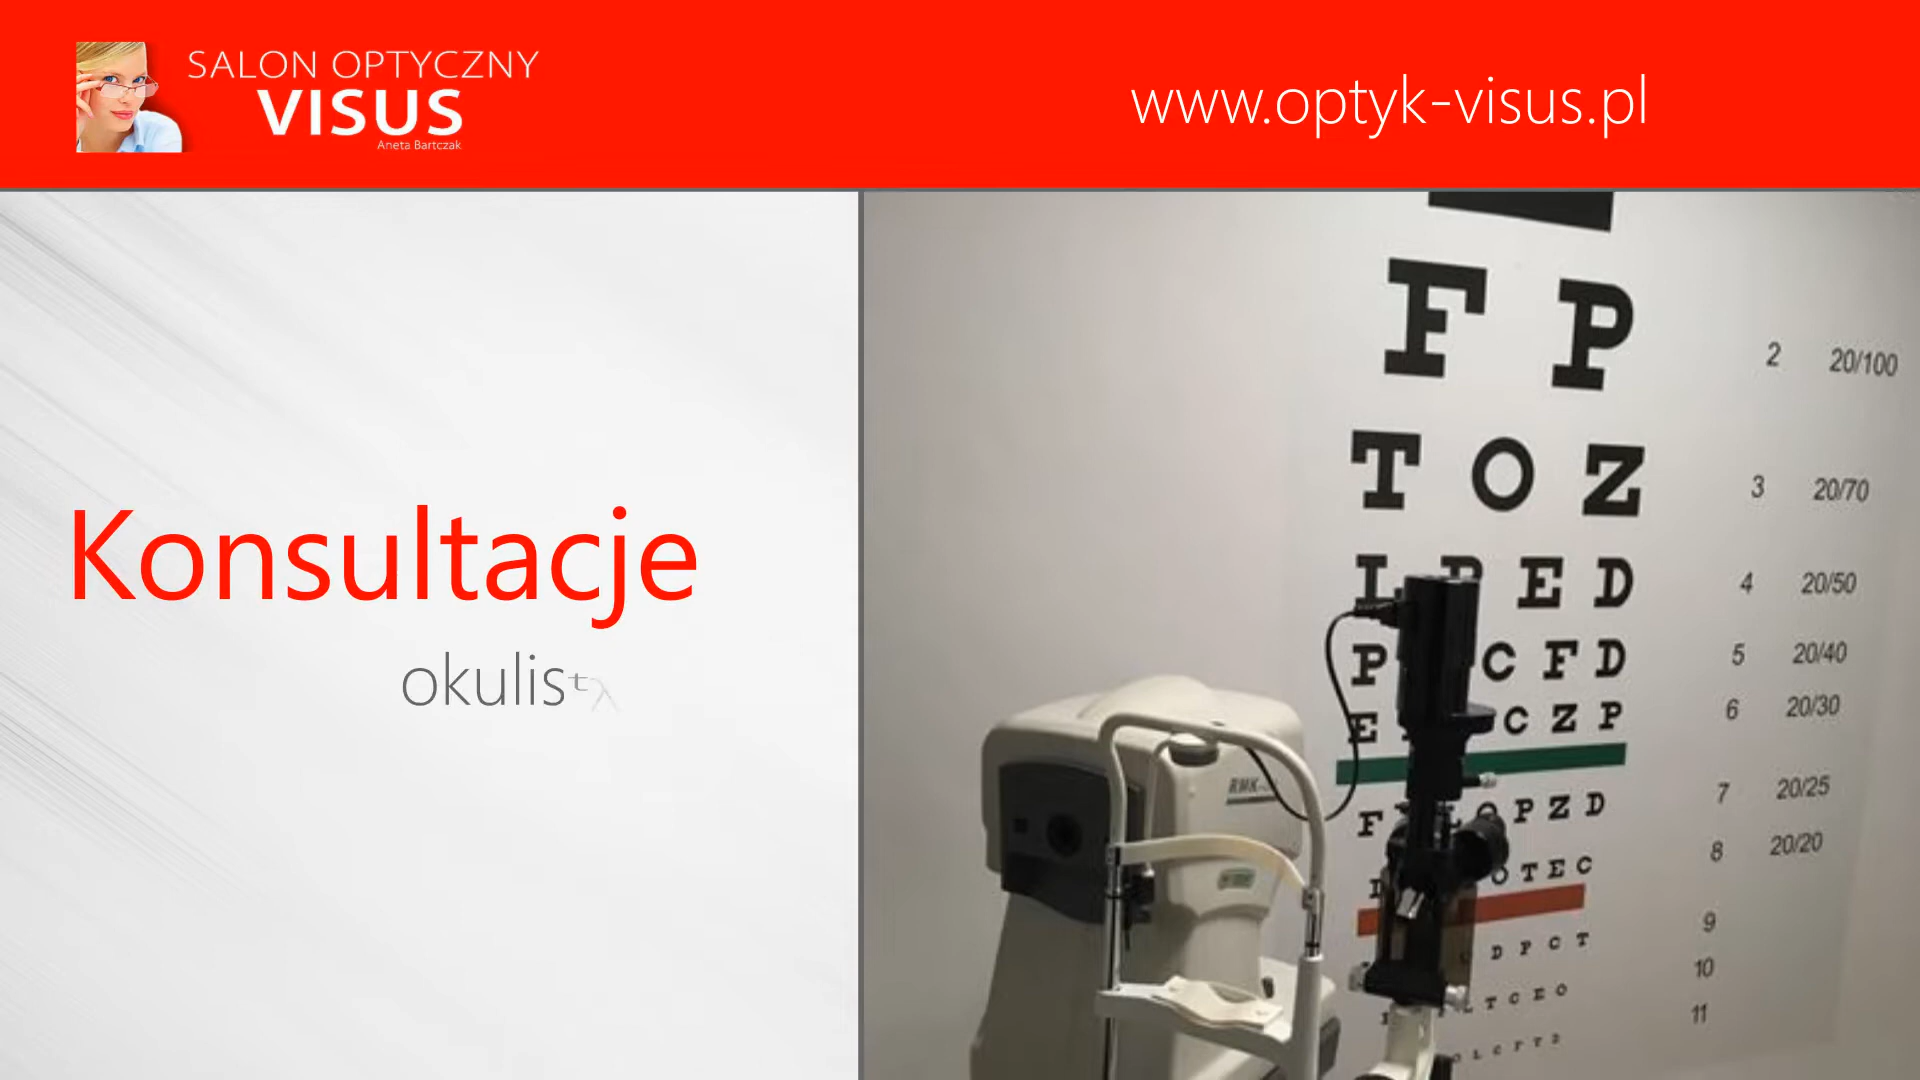 SALON OPTYCZNY
VISUS
Aneta Bartczak
www.optyk-visus.pl
Konsultacje
okulist
F P
2 20/100
T O Z
3 20/70
L P E D
4 20/50
P C F D
5 20/40
E C Z P
6 20/30
F L O P Z D
7 20/25
O T E C
8 20/20
D P C T
9
T C E O
10
11
RMK